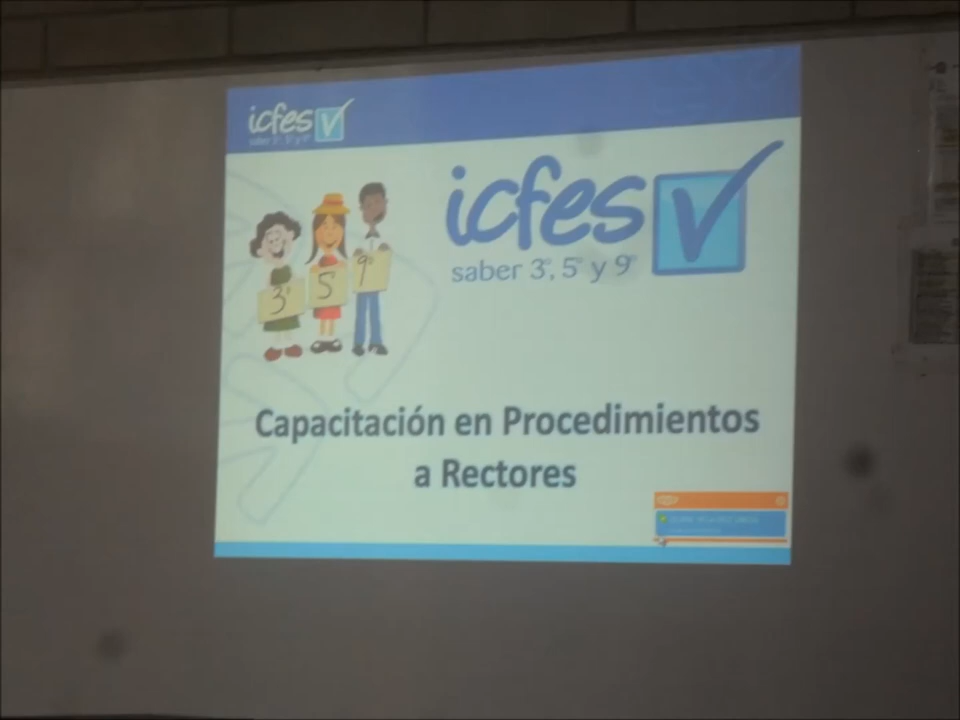 icfes
saber 3°, 5° y 9°
icfes
saber 3°, 5° y 9°
3°
5°
9°
Capacitación en Procedimientos
a Rectores